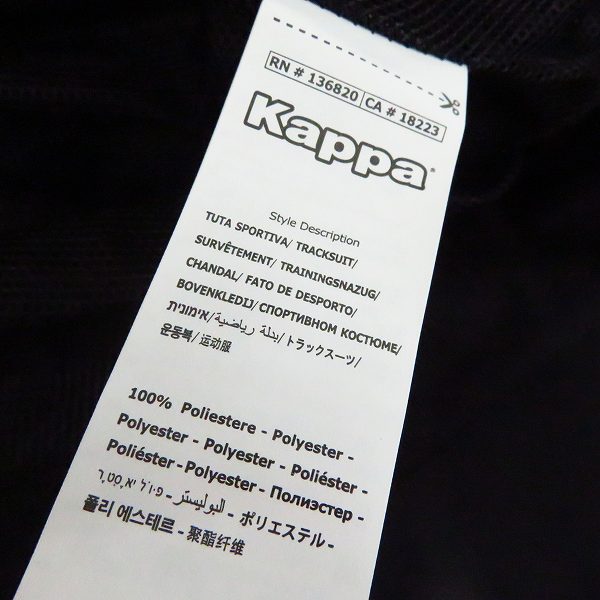 RN # 136820 CA # 18223
Kappa
Style Description
TUTA SPORTIVA/ TRACKSUIT/
SURVÊTEMENT/ TRAININGSNAZUG/
CHANDAL/ FATO DE DESPORTO/
BOVENKLEDIJ/ СПОРТИВНОМ КОСТЮМЕ/
אימונית/ بدلة رياضية/ トラックスーツ/
운동복/ 运动服
100% Poliestere - Polyester -
Polyester - Polyester - Poliéster -
Poliéster - Polyester - Полиэстер -
البوليستر - ポリエステル -
폴리 에스테르 - 聚酯纤维